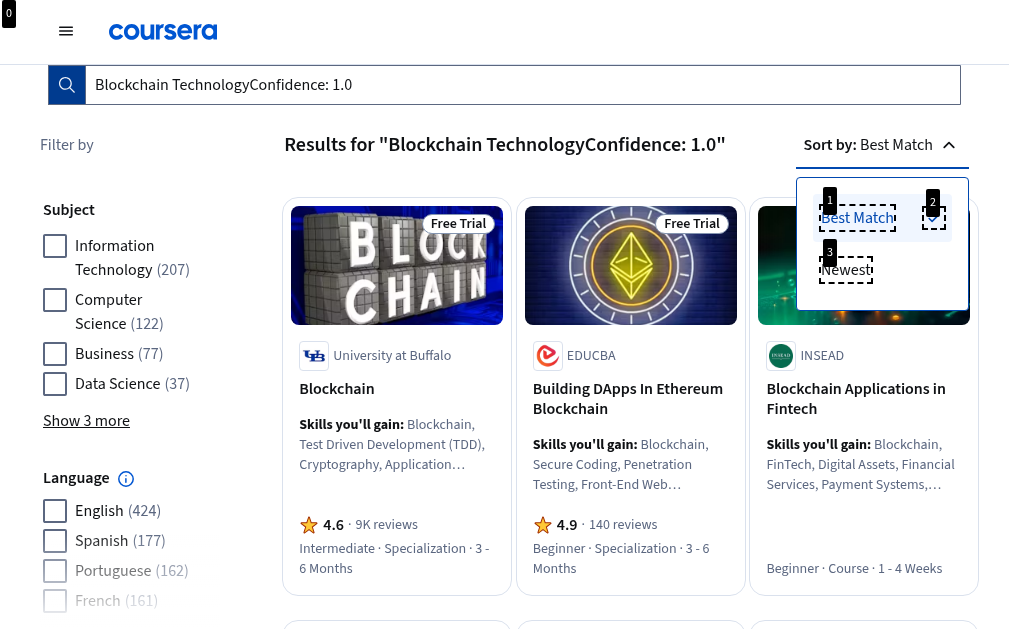 0
coursera
Blockchain TechnologyConfidence: 1.0
Filter by
Results for "Blockchain TechnologyConfidence: 1.0"
Sort by: Best Match
1
2
Best Match
3
Newest
Subject
Information Technology (207)
Computer Science (122)
Business (77)
Data Science (37)
Show 3 more
Language
English (424)
Spanish (177)
Portuguese (162)
French (161)
BLOCK
CHAIN
Free Trial
University at Buffalo
Blockchain
Skills you'll gain: Blockchain,
Test Driven Development (TDD),
Cryptography, Application…
4.6 · 9K reviews
Intermediate · Specialization · 3 -
6 Months
Free Trial
EDUCBA
Building DApps In Ethereum
Blockchain
Skills you'll gain: Blockchain,
Secure Coding, Penetration
Testing, Front-End Web…
4.9 · 140 reviews
Beginner · Specialization · 3 - 6
Months
INSEAD
INSEAD
Blockchain Applications in
Fintech
Skills you'll gain: Blockchain,
FinTech, Digital Assets, Financial
Services, Payment Systems,…
Beginner · Course · 1 - 4 Weeks